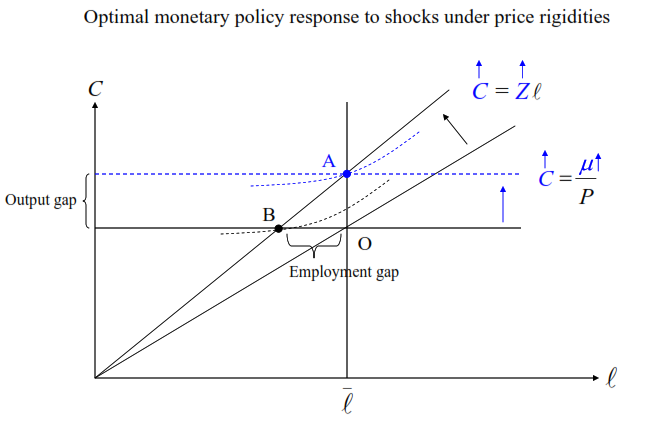 Optimal monetary policy response to shocks under price rigidities
C
C = Zℓ
A
C = μ/P
Output gap
B
O
Employment gap
ℓ
ℓ̄